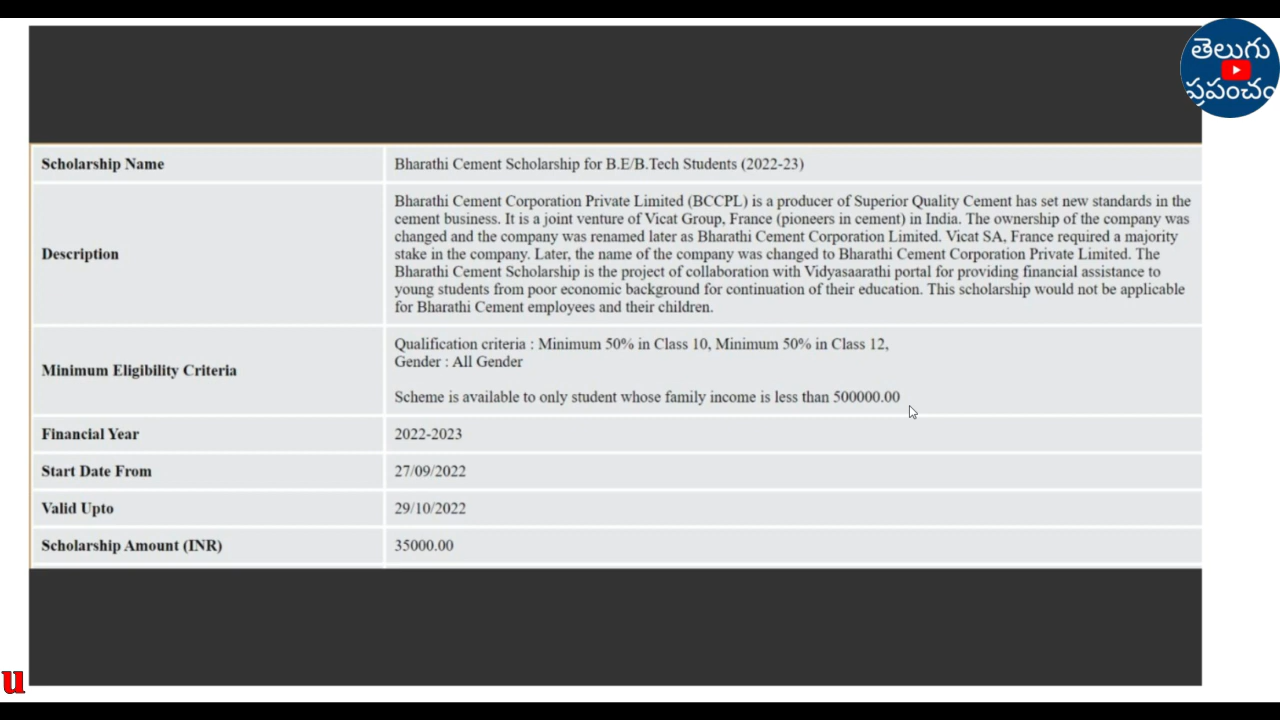 తెలుగు
ప్రపంచం
Scholarship Name
Bharathi Cement Scholarship for B.E/B.Tech Students (2022-23)
Description
Bharathi Cement Corporation Private Limited (BCCPL) is a producer of Superior Quality Cement has set new standards in the
cement business. It is a joint venture of Vicat Group, France (pioneers in cement) in India. The ownership of the company was
changed and the company was renamed later as Bharathi Cement Corporation Limited. Vicat SA, France required a majority
stake in the company. Later, the name of the company was changed to Bharathi Cement Corporation Private Limited. The
Bharathi Cement Scholarship is the project of collaboration with Vidyasaarathi portal for providing financial assistance to
young students from poor economic background for continuation of their education. This scholarship would not be applicable
for Bharathi Cement employees and their children.
Minimum Eligibility Criteria
Qualification criteria : Minimum 50% in Class 10, Minimum 50% in Class 12,
Gender : All Gender
Scheme is available to only student whose family income is less than 500000.00
Financial Year
2022-2023
Start Date From
27/09/2022
Valid Upto
29/10/2022
Scholarship Amount (INR)
35000.00
u